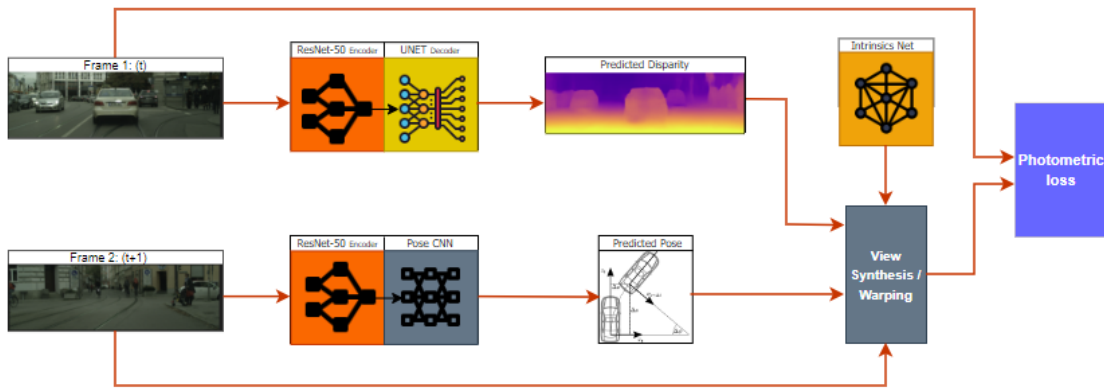 ResNet-50 Encoder
UNET Decoder
Intrinsics Net
Frame 1: (t)
Predicted Disparity
Photometric
loss
ResNet-50 Encoder
Pose CNN
Predicted Pose
Frame 2: (t+1)
View
Synthesis /
Warping